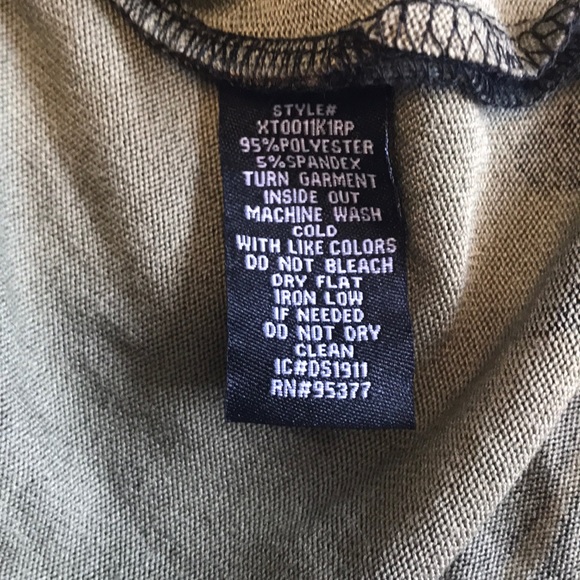 STYLE#
XT0011K1RP
95%POLYESTER
5%SPANDEX
TURN GARMENT
INSIDE OUT
MACHINE WASH
COLD
WITH LIKE COLORS
DO NOT BLEACH
DRY FLAT
IRON LOW
IF NEEDED
DO NOT DRY
CLEAN
IC#DS1911
RN#95377